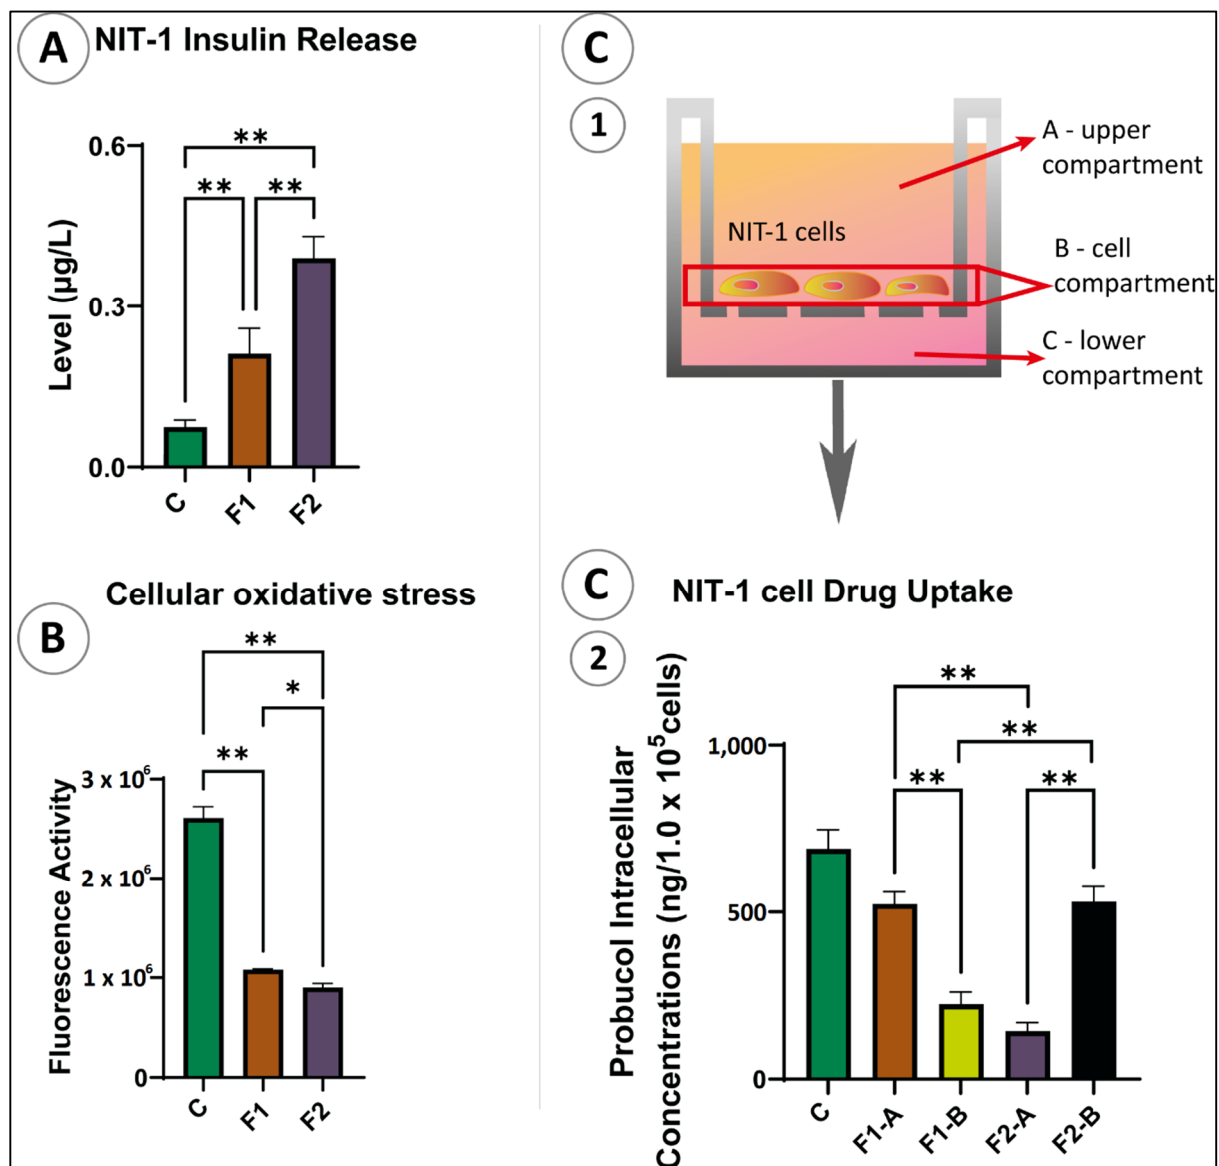 A
NIT-1 Insulin Release
**
** **
0.6
0.3
0.0
Level (µg/L)
C
F1
F2
Cellular oxidative stress
B
**
*
**
3 x 10⁶
2 x 10⁶
1 x 10⁶
0
Fluorescence Activity
C
F1
F2
C
1
NIT-1 cells
A - upper
compartment
B - cell
compartment
C - lower
compartment
C
NIT-1 cell Drug Uptake
2
**
**
** **
1,000
500
0
Probucol Intracellular
Concentrations (ng/1.0 x 10⁵cells)
C
F1-A
F1-B
F2-A
F2-B